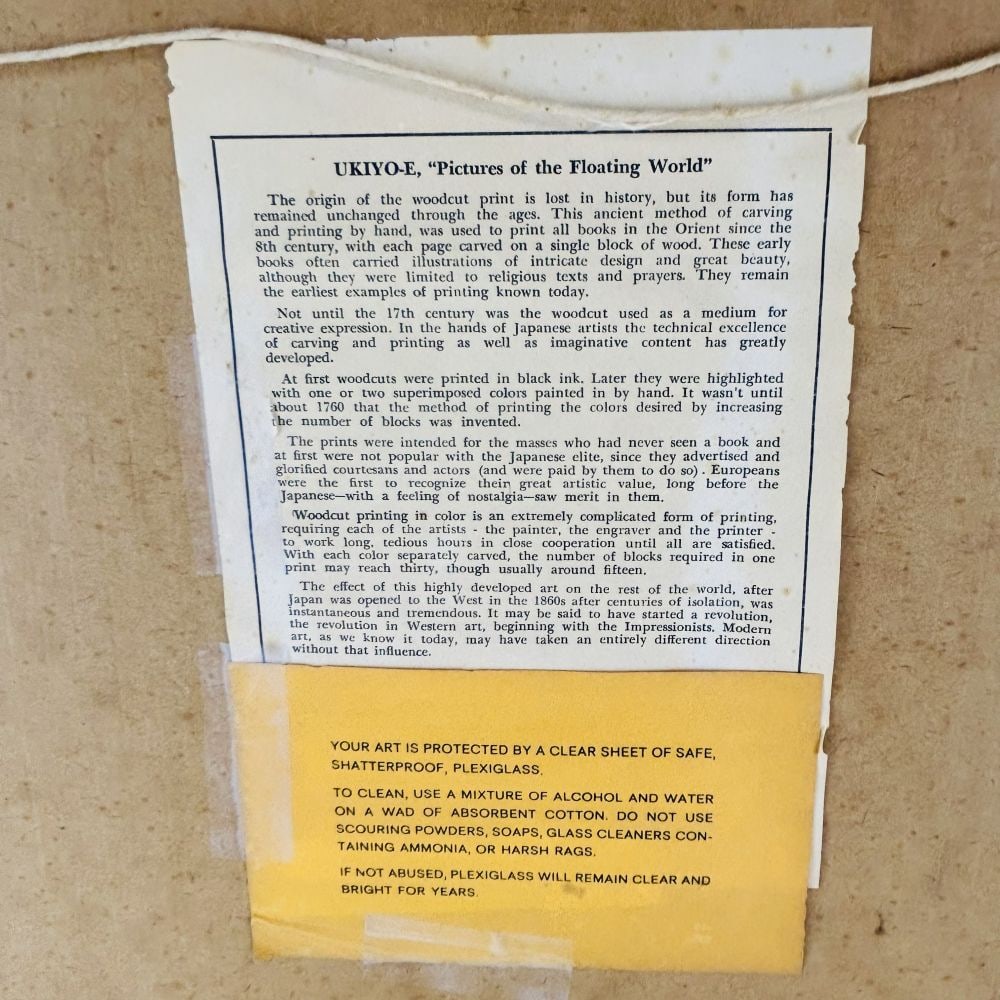 UKIYO-E, "Pictures of the Floating World"
The origin of the woodcut print is lost in history, but its form has
remained unchanged through the ages. This ancient method of carving
and printing by hand, was used to print all books in the Orient since the
8th century, with each page carved on a single block of wood. These early
books often carried illustrations of intricate design and great beauty,
although they were limited to religious texts and prayers. They remain
the earliest examples of printing known today.
Not until the 17th century was the woodcut used as a medium for
creative expression. In the hands of Japanese artists the technical excellence
of carving and printing as well as imaginative content has greatly
developed.
At first woodcuts were printed in black ink. Later they were highlighted
with one or two superimposed colors painted in by hand. It wasn't until
about 1760 that the method of printing the colors desired by increasing
the number of blocks was invented.
The prints were intended for the masses who had never seen a book and
at first were not popular with the Japanese elite, since they advertised and
glorified courtesans and actors (and were paid by them to do so). Europeans
were the first to recognize their great artistic value, long before the
Japanese—with a feeling of nostalgia—saw merit in them.
Woodcut printing in color is an extremely complicated form of printing,
requiring each of the artists - the painter, the engraver and the printer -
to work long, tedious hours in close cooperation until all are satisfied.
With each color separately carved, the number of blocks required in one
print may reach thirty, though usually around fifteen.
The effect of this highly developed art on the rest of the world, after
Japan was opened to the West in the 1860s after centuries of isolation, was
instantaneous and tremendous. It may be said to have started a revolution,
the revolution in Western art, beginning with the Impressionists. Modern
art, as we know it today, may have taken an entirely different direction
without that influence.
YOUR ART IS PROTECTED BY A CLEAR SHEET OF SAFE,
SHATTERPROOF, PLEXIGLASS.
TO CLEAN, USE A MIXTURE OF ALCOHOL AND WATER
ON A WAD OF ABSORBENT COTTON. DO NOT USE
SCOURING POWDERS, SOAPS, GLASS CLEANERS CON-
TAINING AMMONIA, OR HARSH RAGS.
IF NOT ABUSED, PLEXIGLASS WILL REMAIN CLEAR AND
BRIGHT FOR YEARS.